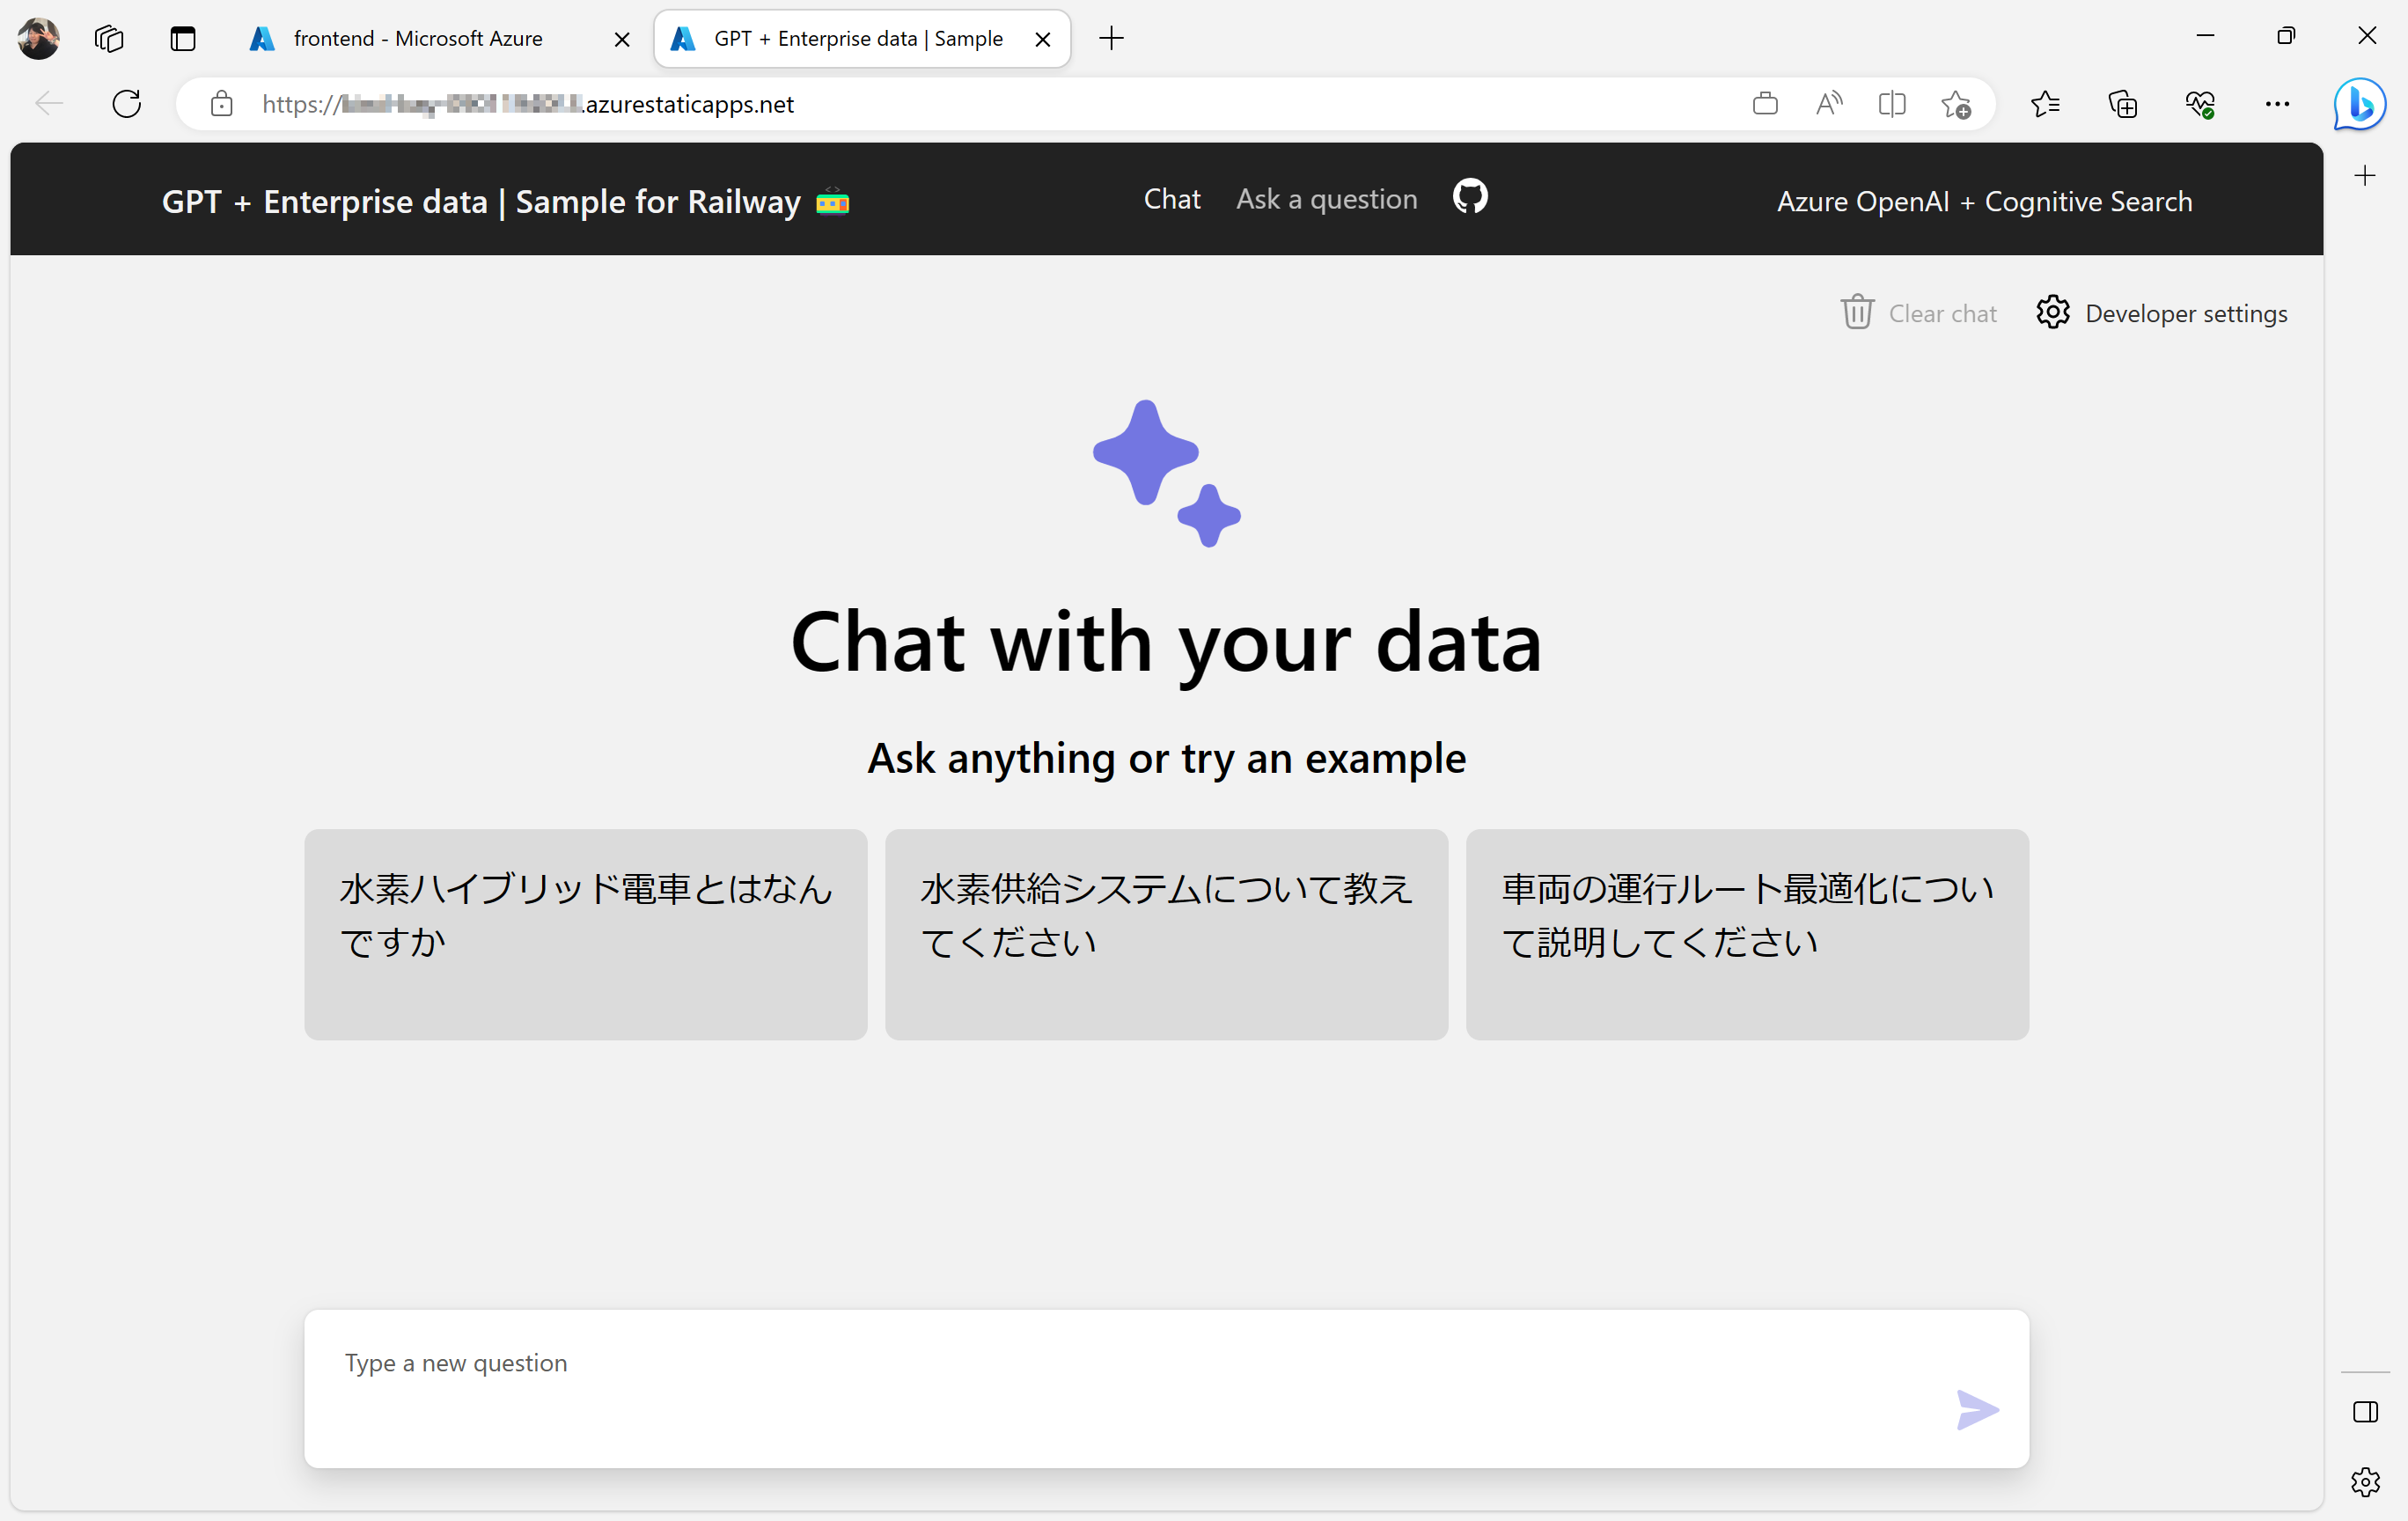 frontend - Microsoft Azure
GPT + Enterprise data | Sample
https://
.azurestaticapps.net
GPT + Enterprise data | Sample for Railway
Chat
Ask a question
Azure OpenAI + Cognitive Search
Clear chat
Developer settings
Chat with your data
Ask anything or try an example
水素ハイブリッド電車とはなん
ですか
水素供給システムについて教え
てください
車両の運行ルート最適化につい
て説明してください
Type a new question